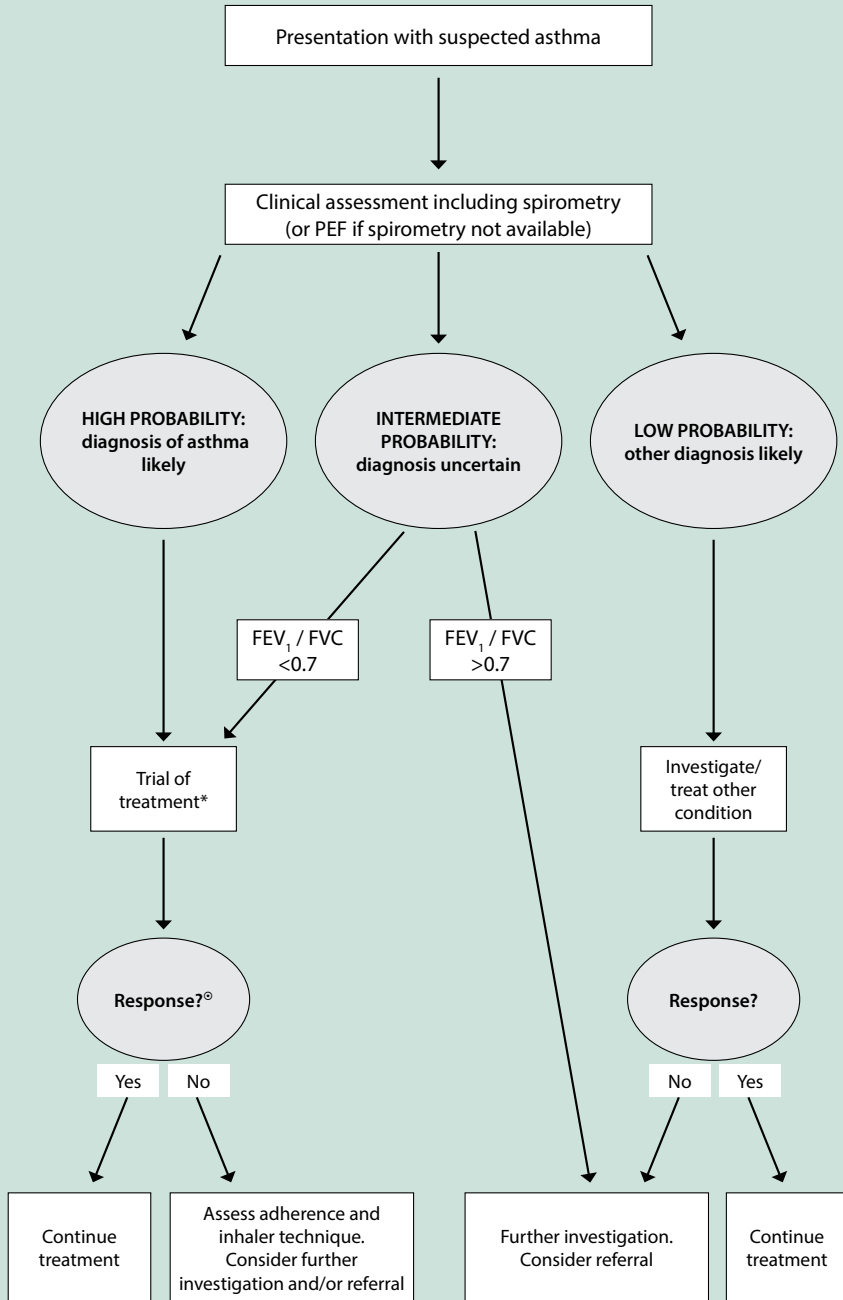 Presentation with suspected asthma
Clinical assessment including spirometry
(or PEF if spirometry not available)
HIGH PROBABILITY:
diagnosis of asthma
likely
INTERMEDIATE
PROBABILITY:
diagnosis uncertain
LOW PROBABILITY:
other diagnosis likely
FEV₁ / FVC
<0.7
FEV₁ / FVC
>0.7
Trial of
treatment*
Investigate/
treat other
condition
Response?⊙
Response?
Yes
No
No
Yes
Continue
treatment
Assess adherence and
inhaler technique.
Consider further
investigation and/or referral
Further investigation.
Consider referral
Continue
treatment